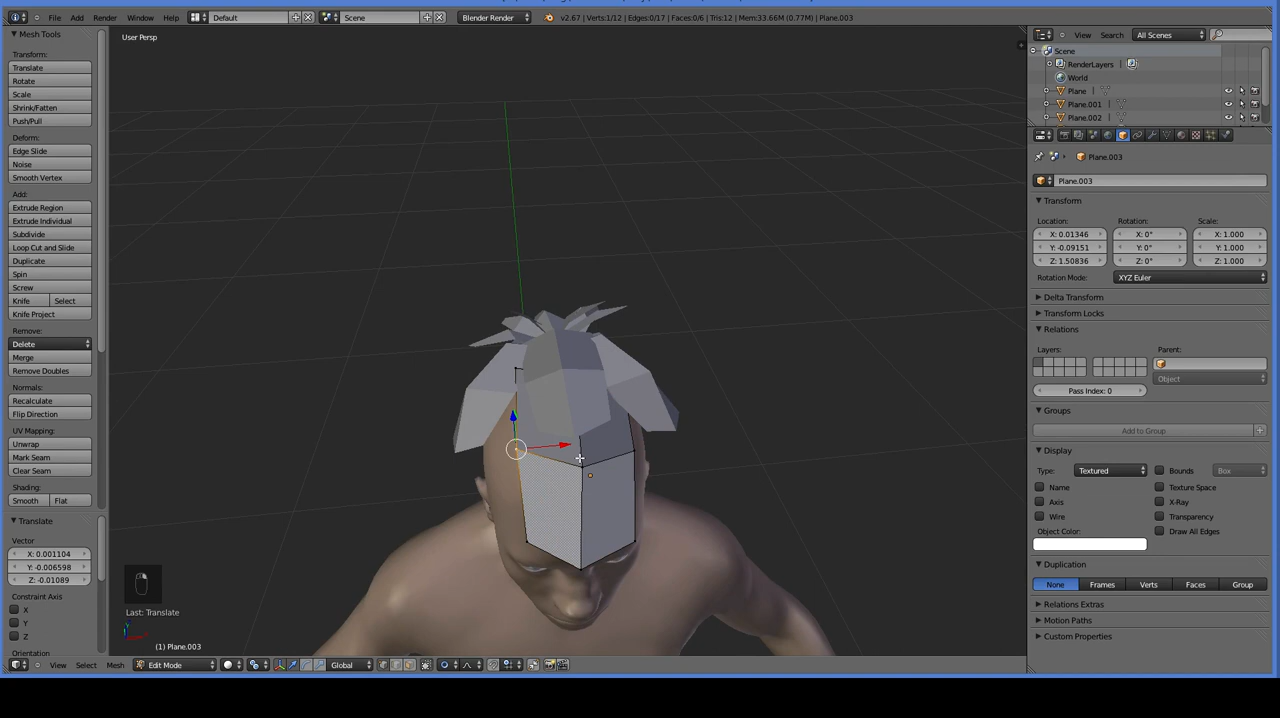 File Add Render Window Help Default Scene Blender Render v2.67 | Verts:1/12 | Edges:0/17 | Faces:0/6 | Tris:12 | Mem:33.66M (0.77M) | Plane.003
Mesh Tools
Transform:
Translate
Rotate
Scale
Shrink/Fatten
Push/Pull
Deform:
Edge Slide
Noise
Smooth Vertex
Add:
Extrude Region
Extrude Individual
Subdivide
Loop Cut and Slide
Duplicate
Spin
Screw
Knife Select
Knife Project
Remove:
Delete
Merge
Remove Doubles
Normals:
Recalculate
Flip Direction
UV Mapping:
Unwrap
Mark Seam
Clear Seam
Shading:
Smooth Flat
Translate
Vector
X: 0.001104
Y: -0.006598
Z: -0.01089
Constraint Axis
X
Y
Z
Orientation
User Persp
Last: Translate
(1) Plane.003
View Select Mesh Edit Mode Global
View Search All Scenes
Scene
RenderLayers
World
Plane
Plane.001
Plane.002
Plane.003
Plane.003
Transform
Location: Rotation: Scale:
X: 0.01346 X: 0° X: 1.000
Y: -0.09151 Y: 0° Y: 1.000
Z: 1.50836 Z: 0° Z: 1.000
Rotation Mode: XYZ Euler
Delta Transform
Transform Locks
Relations
Layers: Parent:
Object
Pass Index: 0
Groups
Add to Group
Display
Type: Textured Bounds Box
Name Texture Space
Axis X-Ray
Wire Transparency
Object Color: Draw All Edges
Duplication
None Frames Verts Faces Group
Relations Extras
Motion Paths
Custom Properties